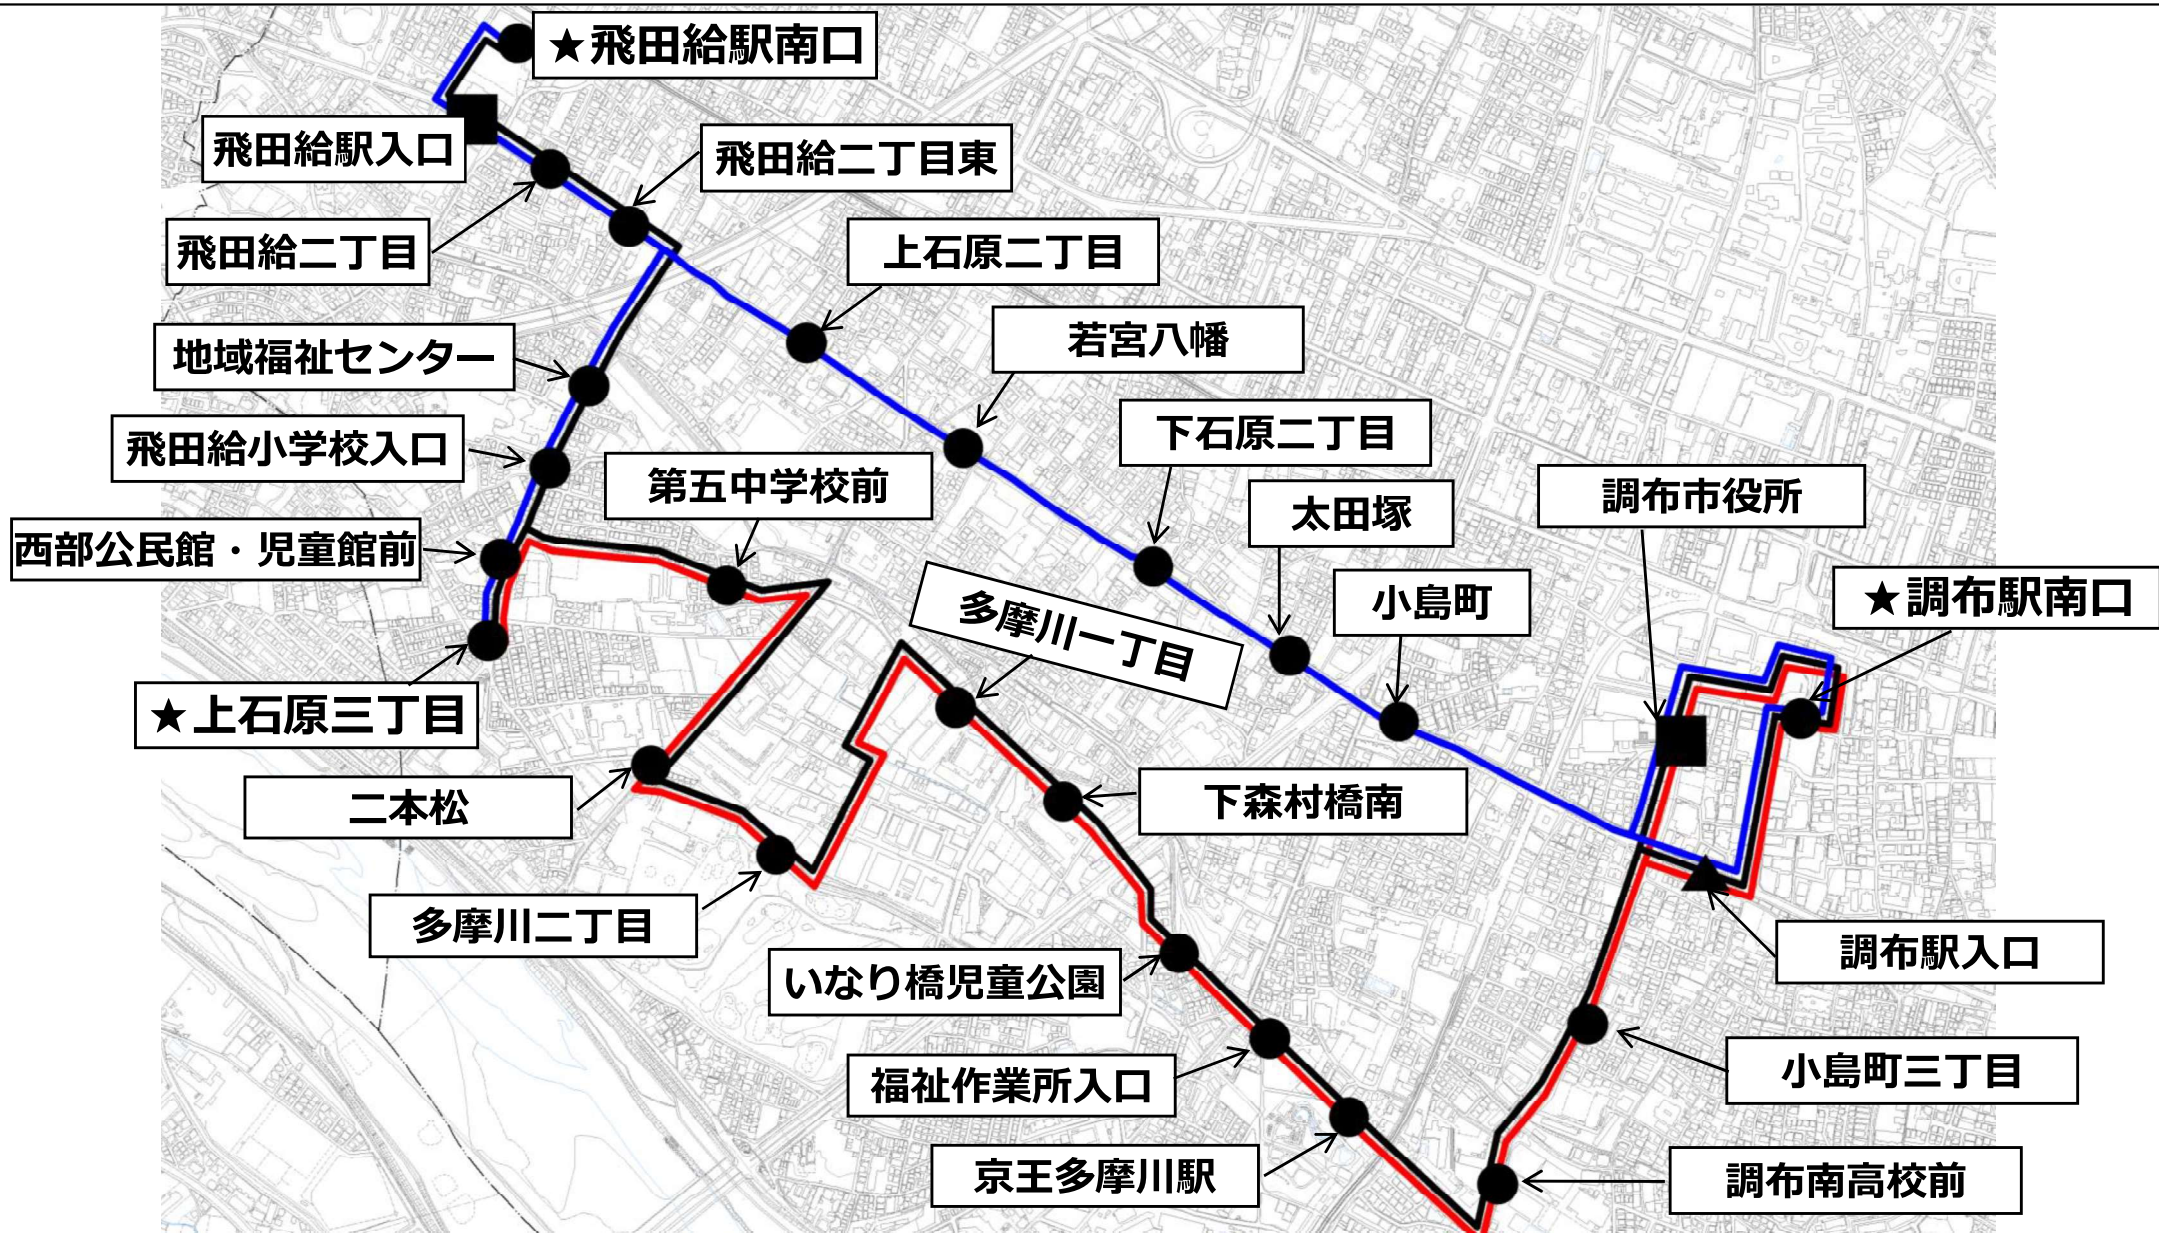 ★飛田給駅南口
飛田給駅入口
飛田給二丁目東
飛田給二丁目
上石原二丁目
若宮八幡
地域福祉センター
下石原二丁目
飛田給小学校入口
第五中学校前
調布市役所
太田塚
西部公民館・児童館前
小島町
★調布駅南口
多摩川一丁目
★上石原三丁目
二本松
下森村橋南
多摩川二丁目
調布駅入口
いなり橋児童公園
福祉作業所入口
小島町三丁目
京王多摩川駅
調布南高校前